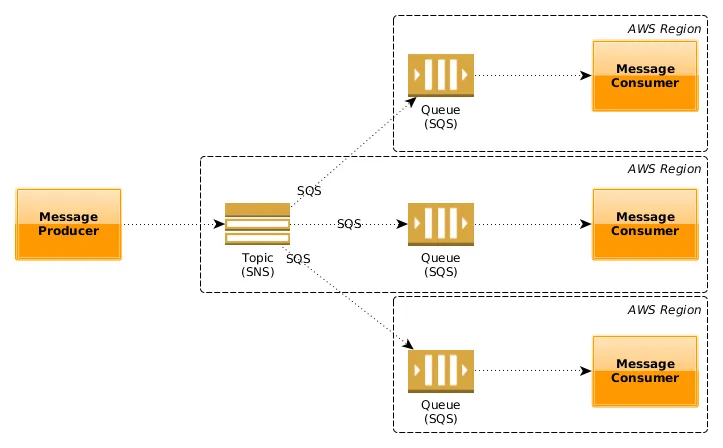 AWS Region
Message
Consumer
Queue
(SQS)
SQS
AWS Region
Message
Producer
SQS
Message
Consumer
Topic
(SNS)
SQS
Queue
(SQS)
AWS Region
Message
Consumer
Queue
(SQS)